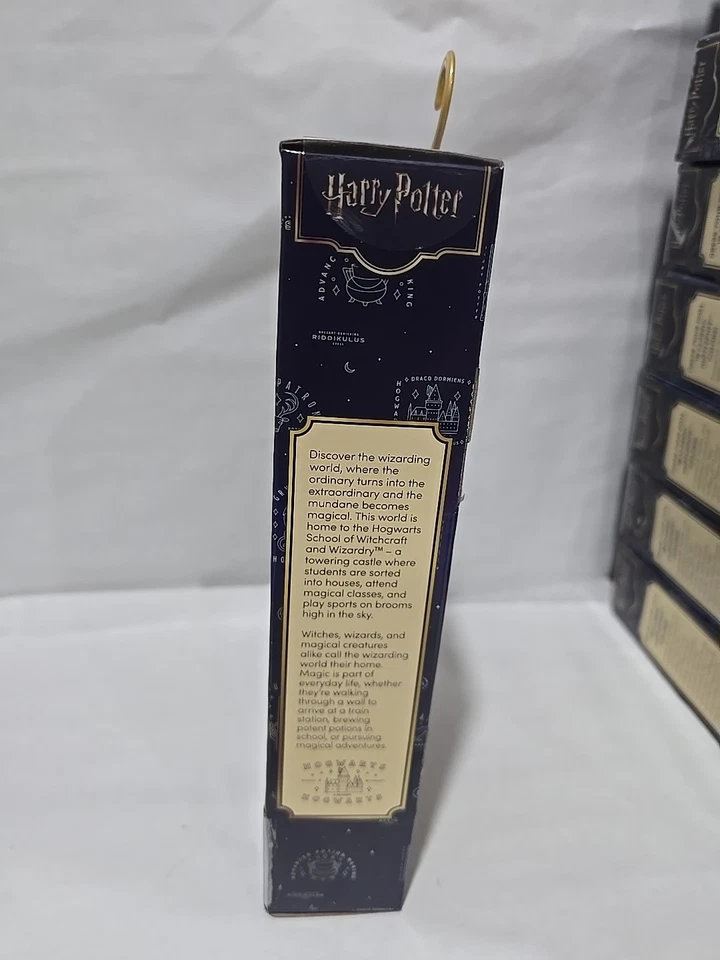 Harry Potter
ADVANC
KING
RIDDIKULUS
PATRON
DRACO DORMIENS
HOGWA
Discover the wizarding
world, where the
ordinary turns into the
extraordinary and the
mundane becomes
magical. This world is
home to the Hogwarts
School of Witchcraft
and Wizardry™ – a
towering castle where
students are sorted
into houses, attend
magical classes, and
play sports on brooms
high in the sky.
Witches, wizards, and
magical creatures
alike call the wizarding
world their home.
Magic is part of
everyday life, whether
they're walking
through a wall to
arrive at a train
station, brewing
potent potions in
school, or pursuing
magical adventures.
HOGWARTS
HOGWARTS
Harry Potter